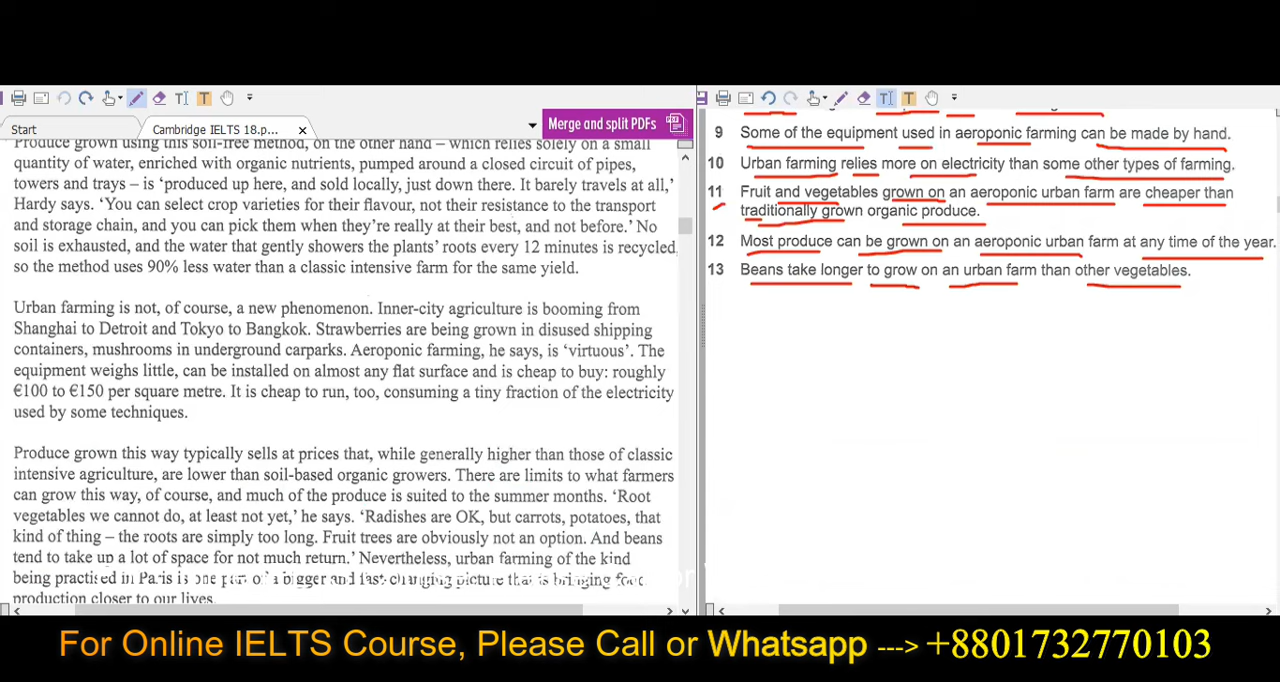 Start
Cambridge IELTS 18.p...
Merge and split PDFs
Produce grown using this soil-free method, on the other hand – which relies solely on a small
quantity of water, enriched with organic nutrients, pumped around a closed circuit of pipes,
towers and trays – is ‘produced up here, and sold locally, just down there. It barely travels at all,’
Hardy says. ‘You can select crop varieties for their flavour, not their resistance to the transport
and storage chain, and you can pick them when they’re really at their best, and not before.’ No
soil is exhausted, and the water that gently showers the plants’ roots every 12 minutes is recycled,
so the method uses 90% less water than a classic intensive farm for the same yield.
Urban farming is not, of course, a new phenomenon. Inner-city agriculture is booming from
Shanghai to Detroit and Tokyo to Bangkok. Strawberries are being grown in disused shipping
containers, mushrooms in underground carparks. Aeroponic farming, he says, is ‘virtuous’. The
equipment weighs little, can be installed on almost any flat surface and is cheap to buy: roughly
€100 to €150 per square metre. It is cheap to run, too, consuming a tiny fraction of the electricity
used by some techniques.
Produce grown this way typically sells at prices that, while generally higher than those of classic
intensive agriculture, are lower than soil-based organic growers. There are limits to what farmers
can grow this way, of course, and much of the produce is suited to the summer months. ‘Root
vegetables we cannot do, at least not yet,’ he says. ‘Radishes are OK, but carrots, potatoes, that
kind of thing – the roots are simply too long. Fruit trees are obviously not an option. And beans
tend to take up a lot of space for not much return.’ Nevertheless, urban farming of the kind
being practised in Paris is one part of a bigger and fast-changing picture that is bringing food
production closer to our lives.
9 Some of the equipment used in aeroponic farming can be made by hand.
10 Urban farming relies more on electricity than some other types of farming.
11 Fruit and vegetables grown on an aeroponic urban farm are cheaper than
traditionally grown organic produce.
12 Most produce can be grown on an aeroponic urban farm at any time of the year.
13 Beans take longer to grow on an urban farm than other vegetables.
For Online IELTS Course, Please Call or Whatsapp ---> +8801732770103